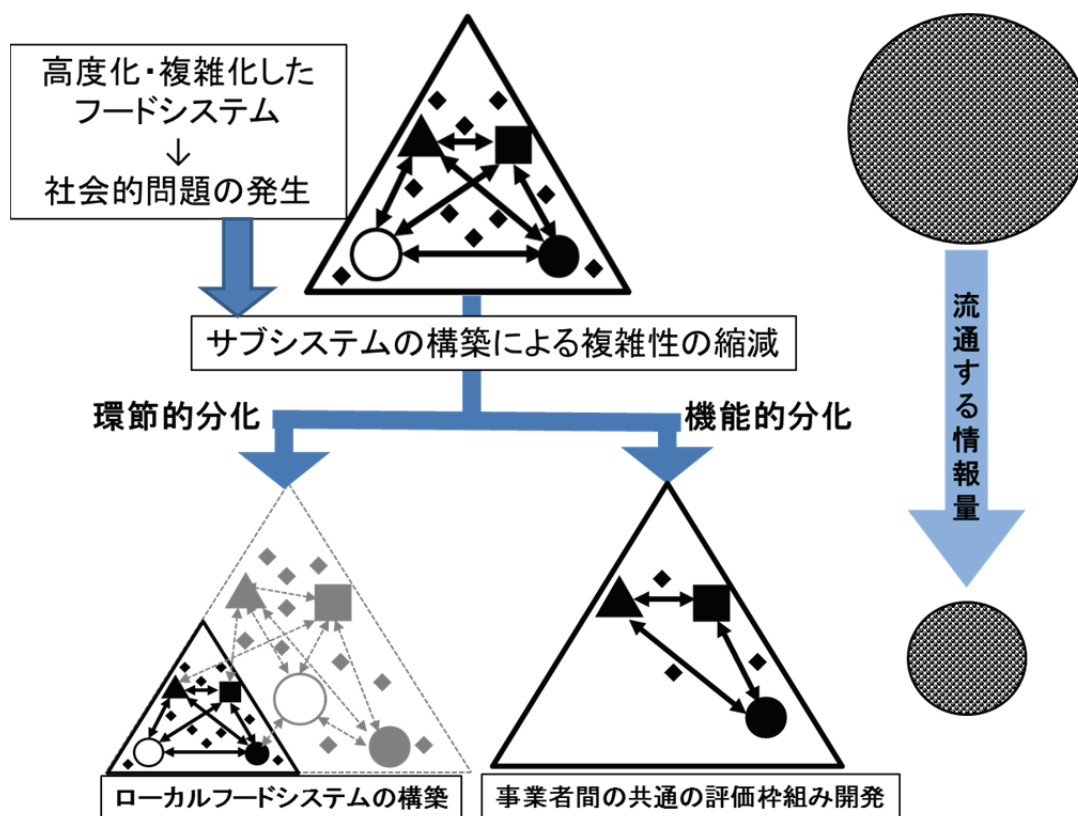 高度化・複雑化した
フードシステム
↓
社会的問題の発生
サブシステムの構築による複雑性の縮減
環節的分化
機能的分化
流通する情報量
ローカルフードシステムの構築
事業者間の共通の評価枠組み開発